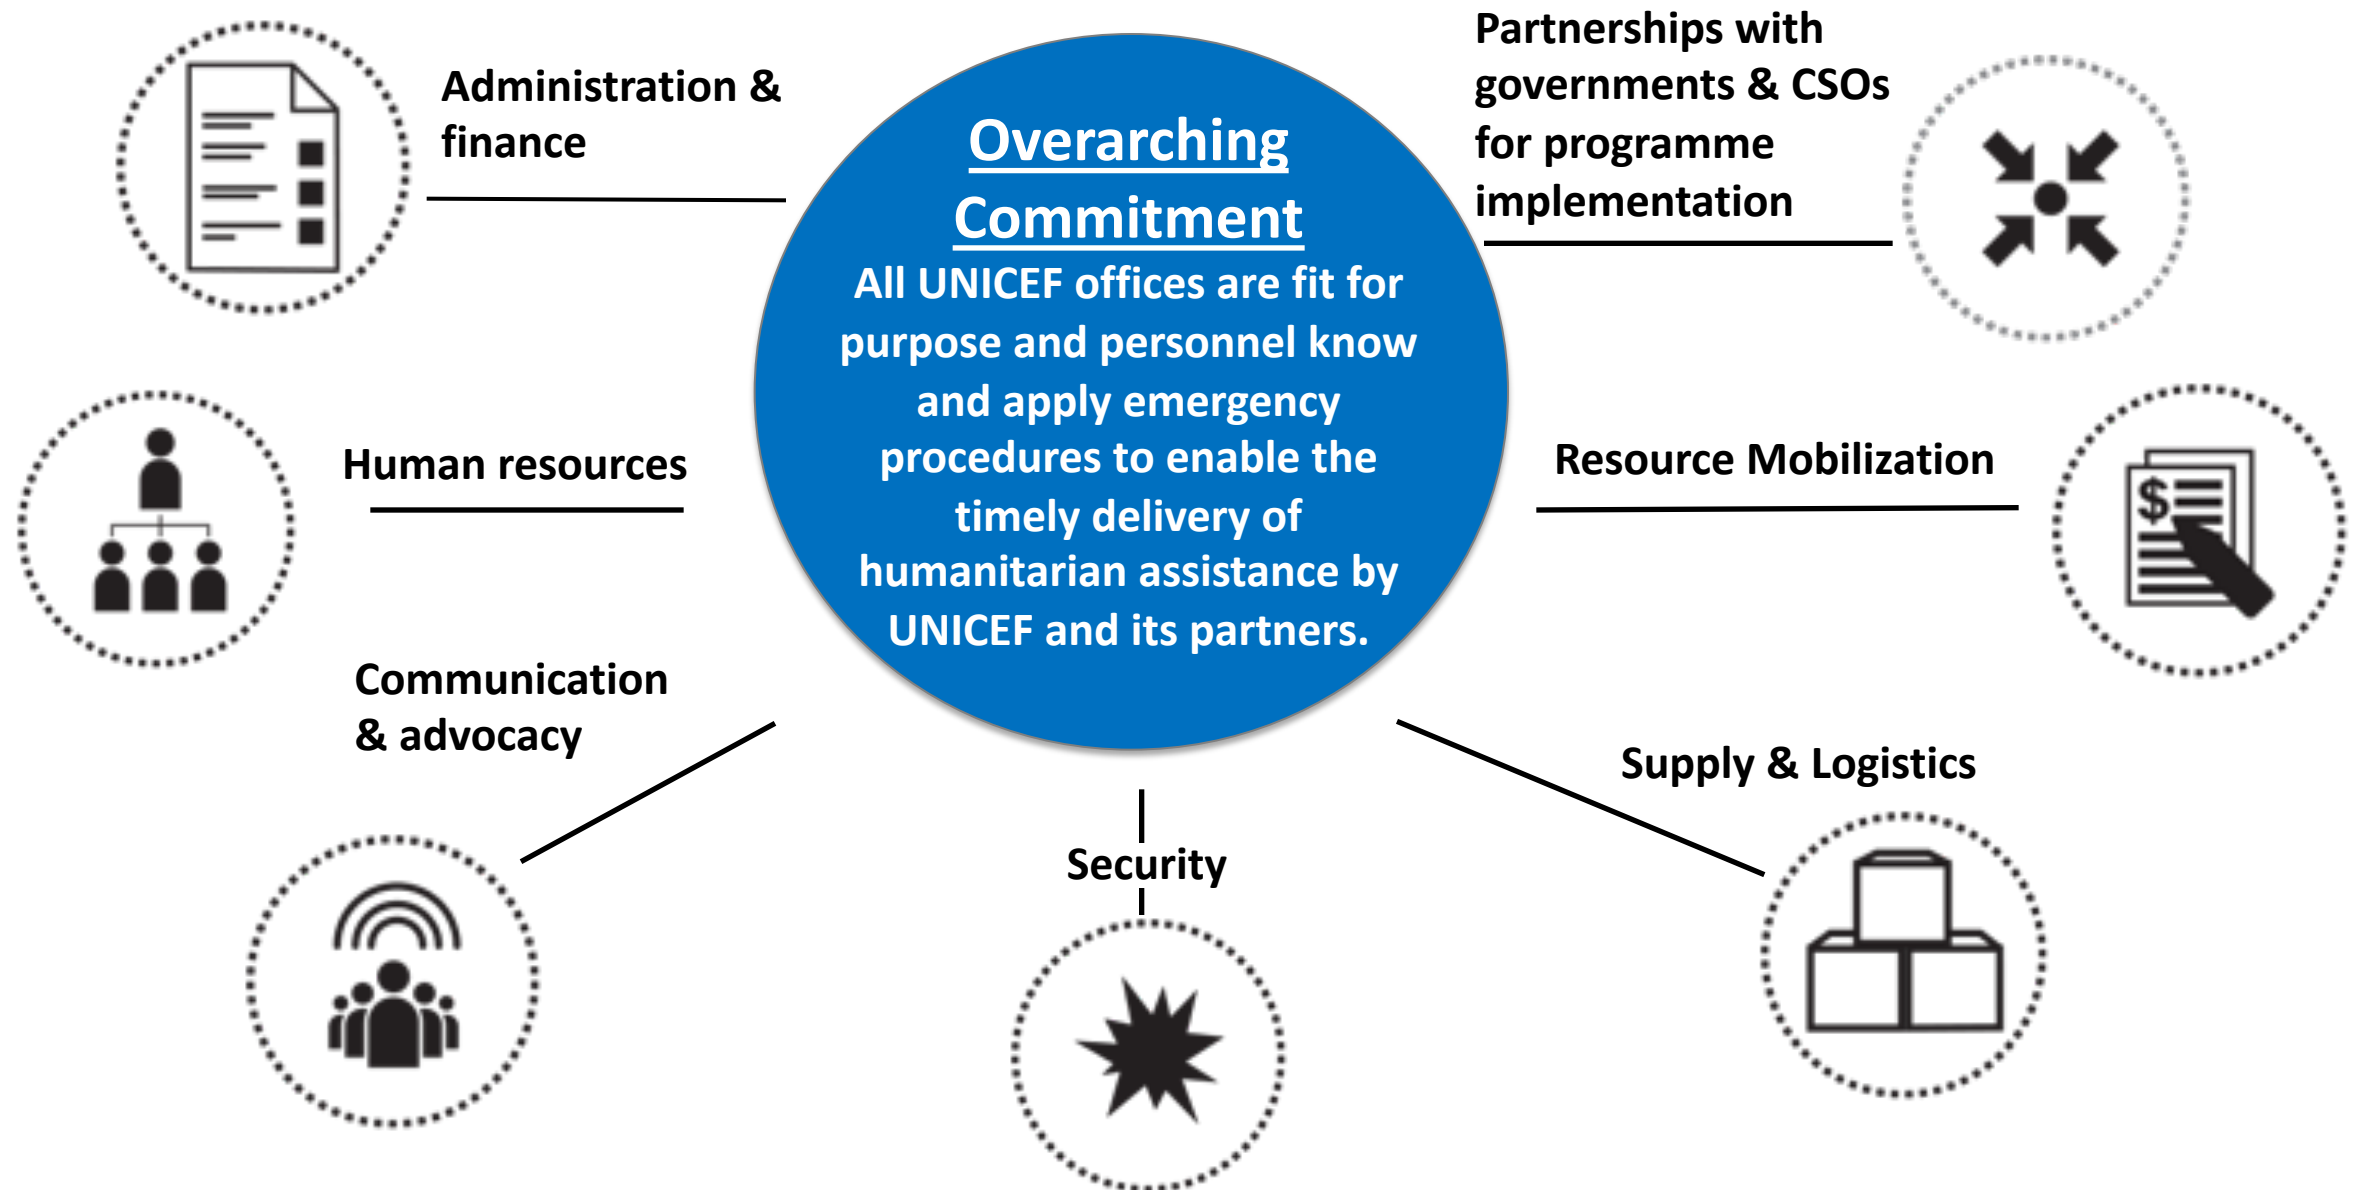 Administration &
finance
Overarching
Commitment
All UNICEF offices are fit for
purpose and personnel know
and apply emergency
procedures to enable the
timely delivery of
humanitarian assistance by
UNICEF and its partners.
Partnerships with
governments & CSOs
for programme
implementation
Human resources
Resource Mobilization
$
Communication
& advocacy
Security
Supply & Logistics